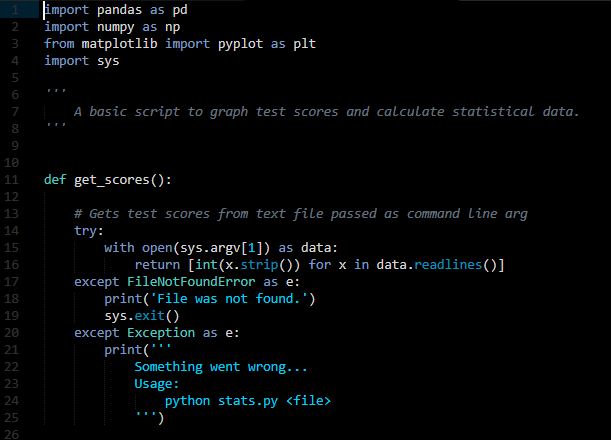 1 import pandas as pd
2 import numpy as np
3 from matplotlib import pyplot as plt
4 import sys
5
6 '''
7     A basic script to graph test scores and calculate statistical data.
8 '''
9
10
11 def get_scores():
12
13     # Gets test scores from text file passed as command line arg
14     try:
15         with open(sys.argv[1]) as data:
16             return [int(x.strip()) for x in data.readlines()]
17     except FileNotFoundError as e:
18         print('File was not found.')
19         sys.exit()
20     except Exception as e:
21         print('''
22             Something went wrong...
23             Usage:
24                 python stats.py <file>
25             ''')
26